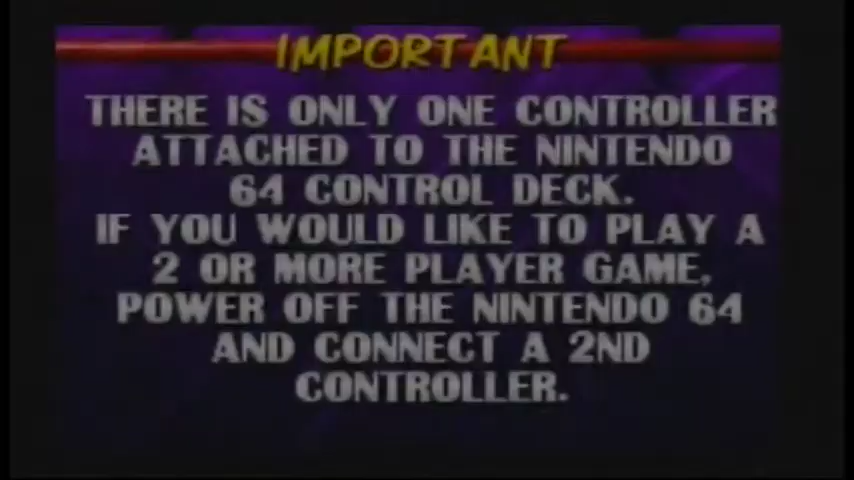 IMPORTANT
THERE IS ONLY ONE CONTROLLER
ATTACHED TO THE NINTENDO
64 CONTROL DECK.
IF YOU WOULD LIKE TO PLAY A
2 OR MORE PLAYER GAME,
POWER OFF THE NINTENDO 64
AND CONNECT A 2ND
CONTROLLER.